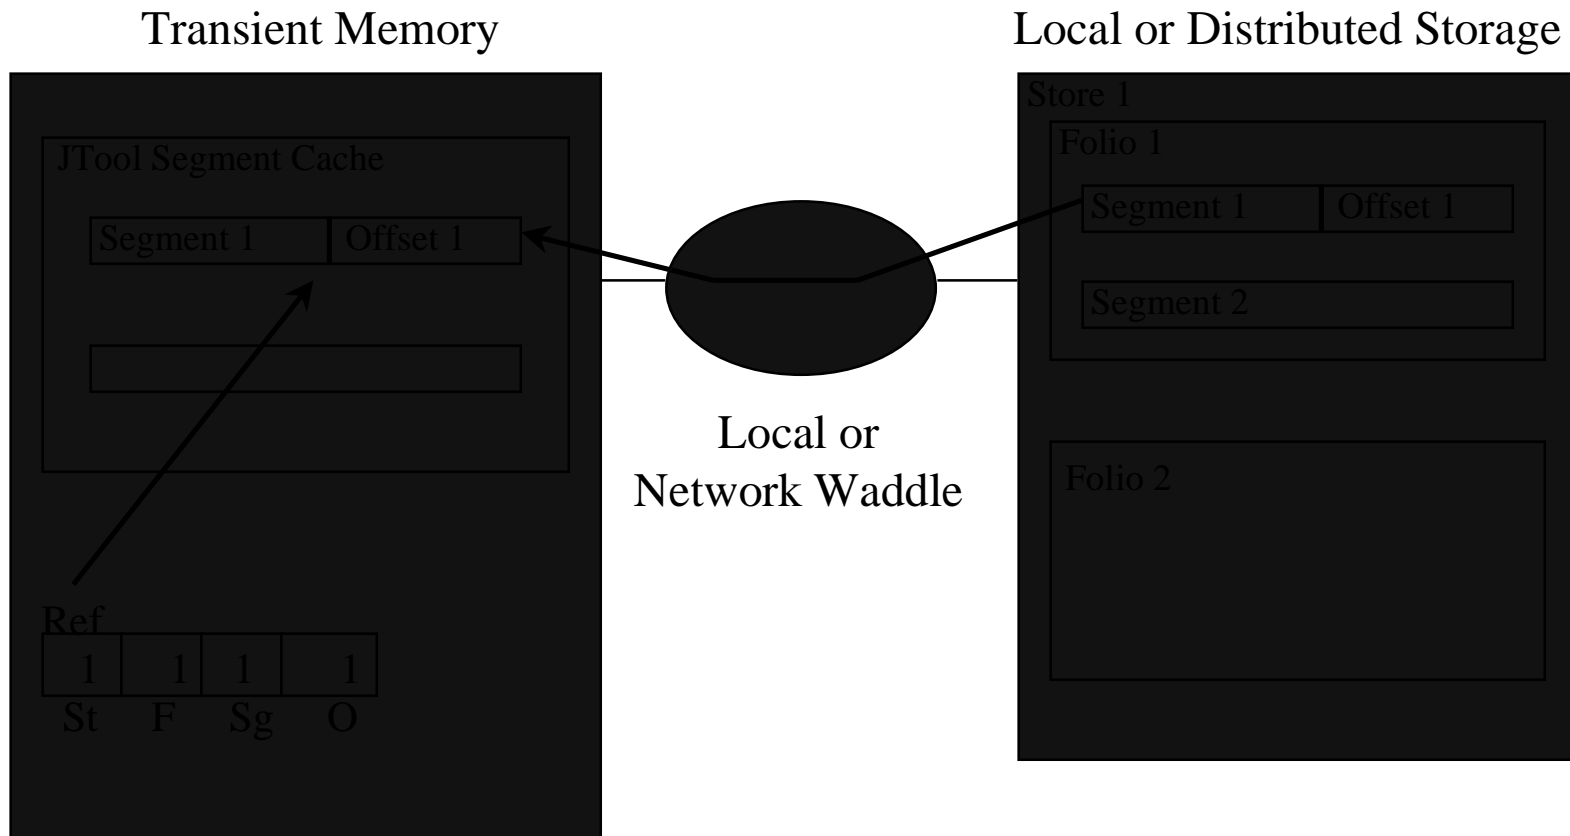 Transient Memory
Local or Distributed Storage
JTool Segment Cache
Segment 1 Offset 1
Ref
1 1 1 1
St F Sg O
Local or
Network Waddle
Store 1
Folio 1
Segment 1 Offset 1
Segment 2
Folio 2